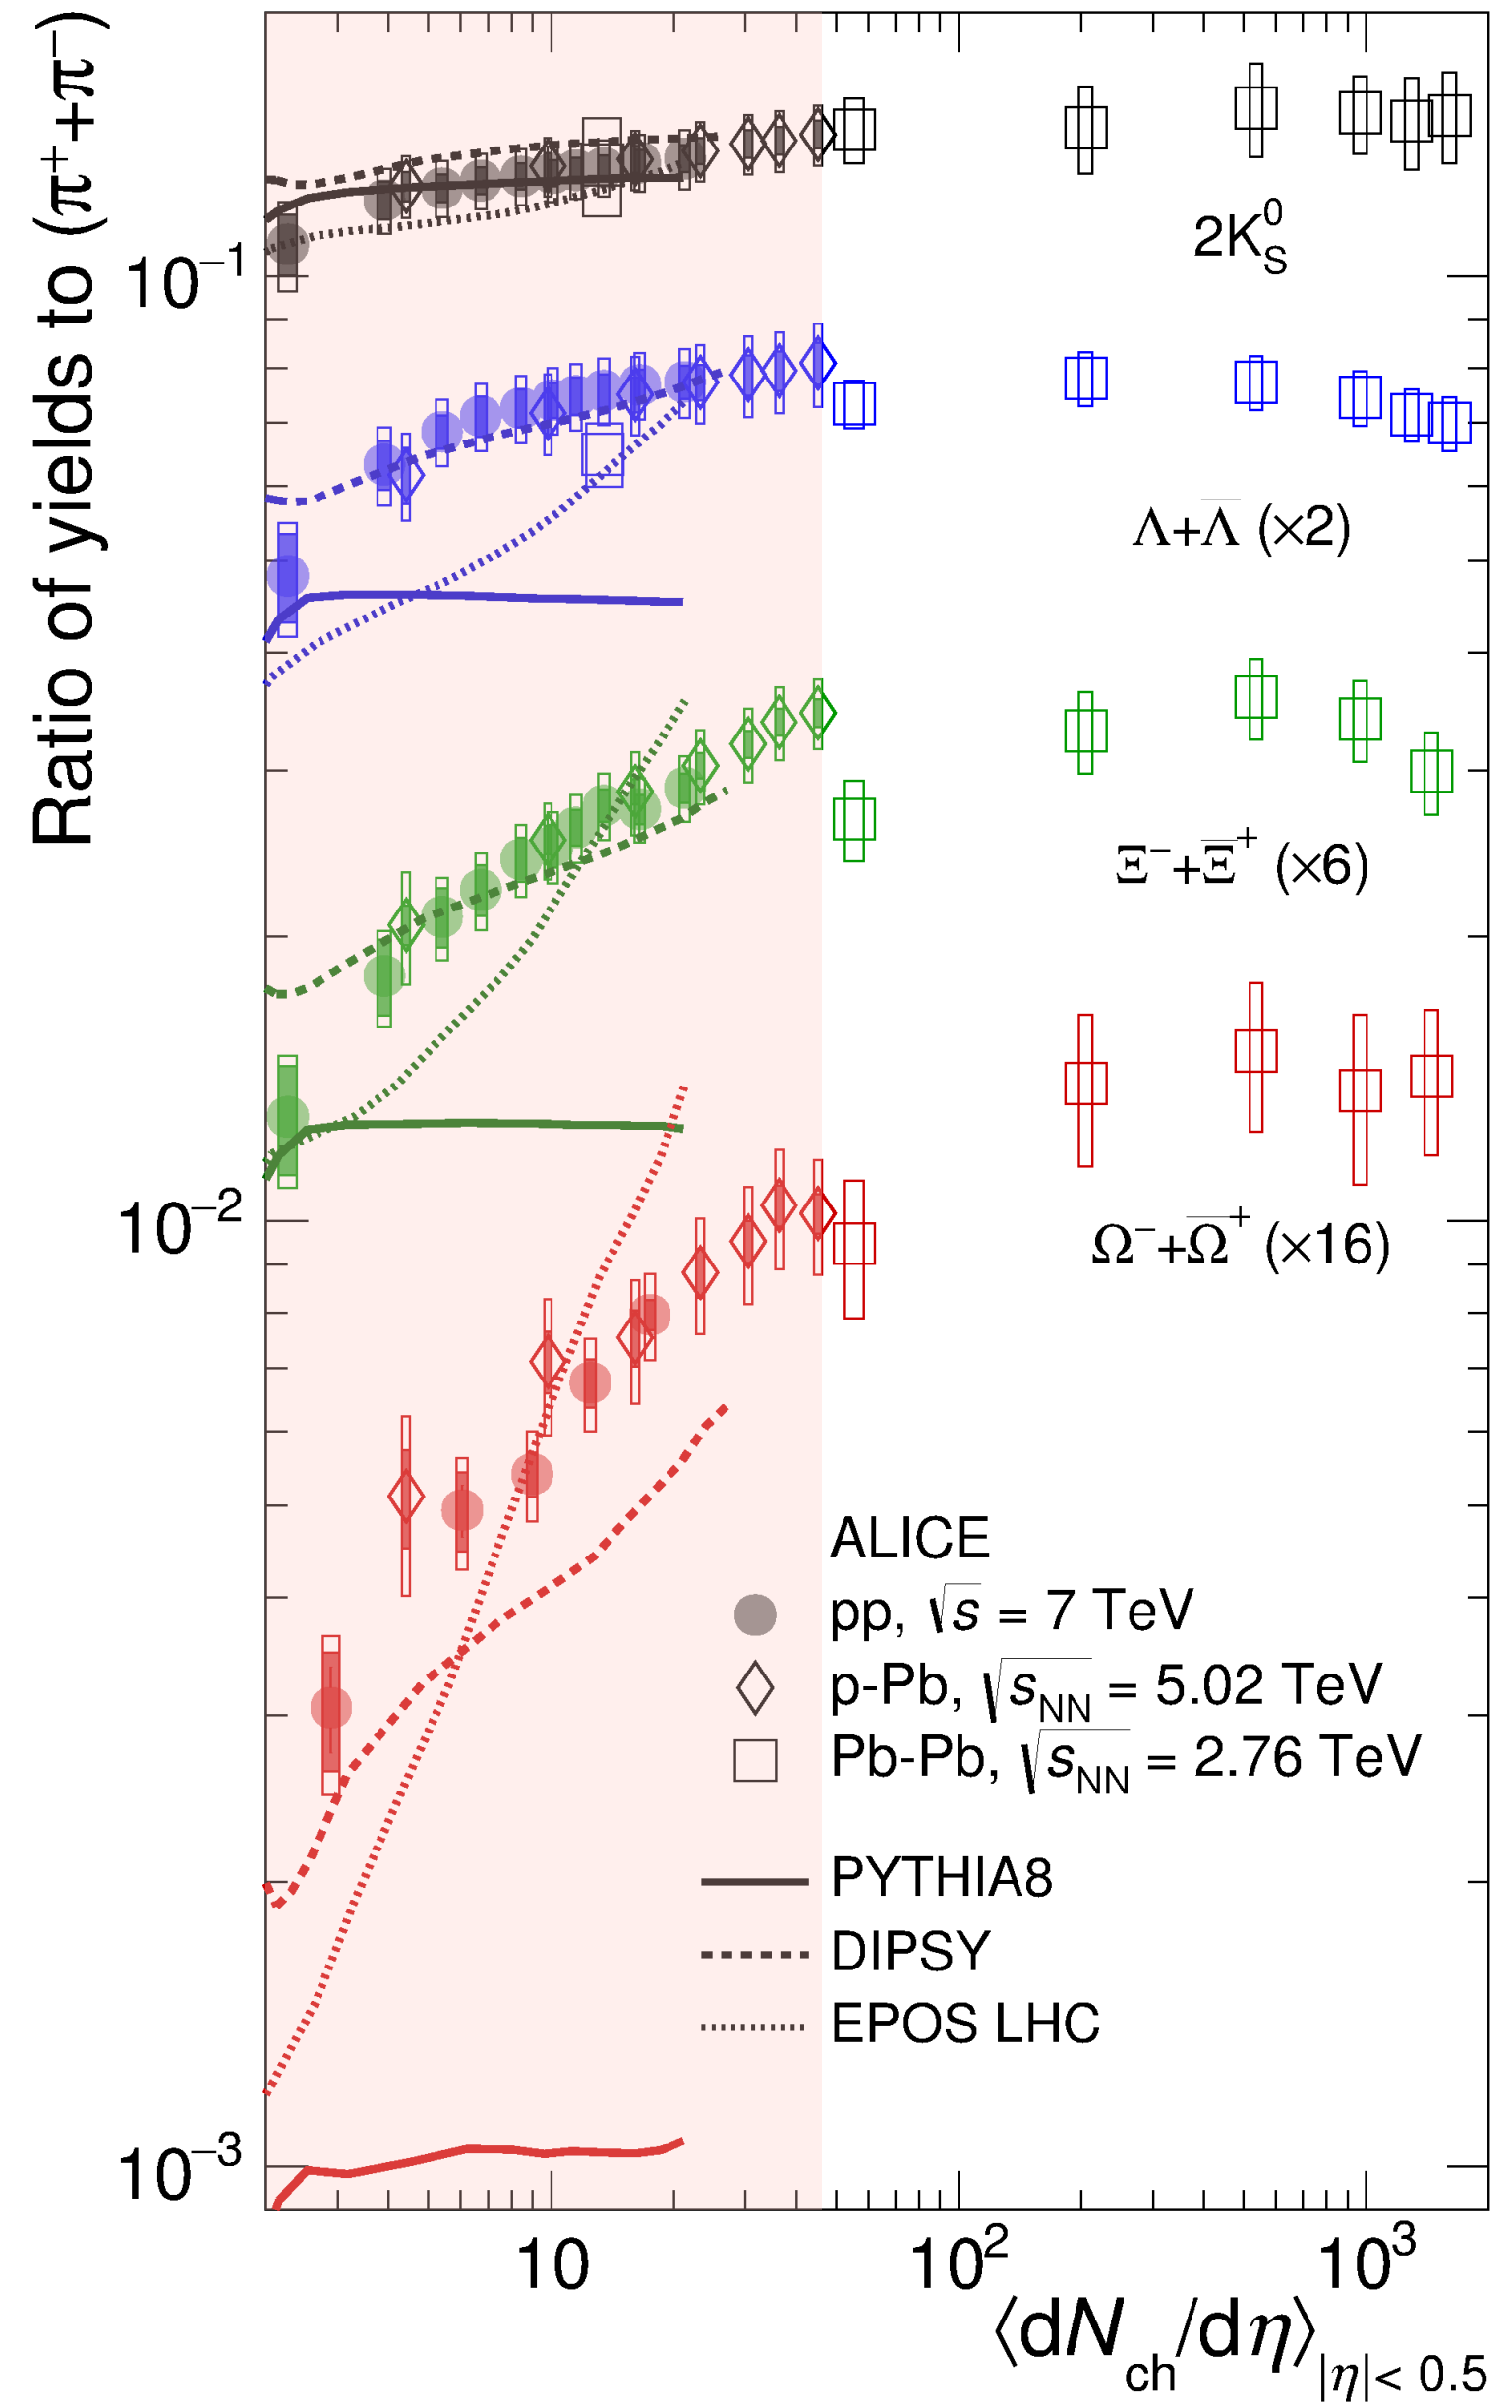 Ratio of yields to (π⁺+π⁻)
10⁻¹
10⁻²
10⁻³
2K⁰_S
Λ+Λ̅ (×2)
Ξ⁻+Ξ̅⁺ (×6)
Ω⁻+Ω̅⁺ (×16)
ALICE
pp, √s = 7 TeV
p-Pb, √s_NN = 5.02 TeV
Pb-Pb, √s_NN = 2.76 TeV
PYTHIA8
DIPSY
EPOS LHC
10 10² 10³
⟨dN_ch/dη⟩_|η|< 0.5